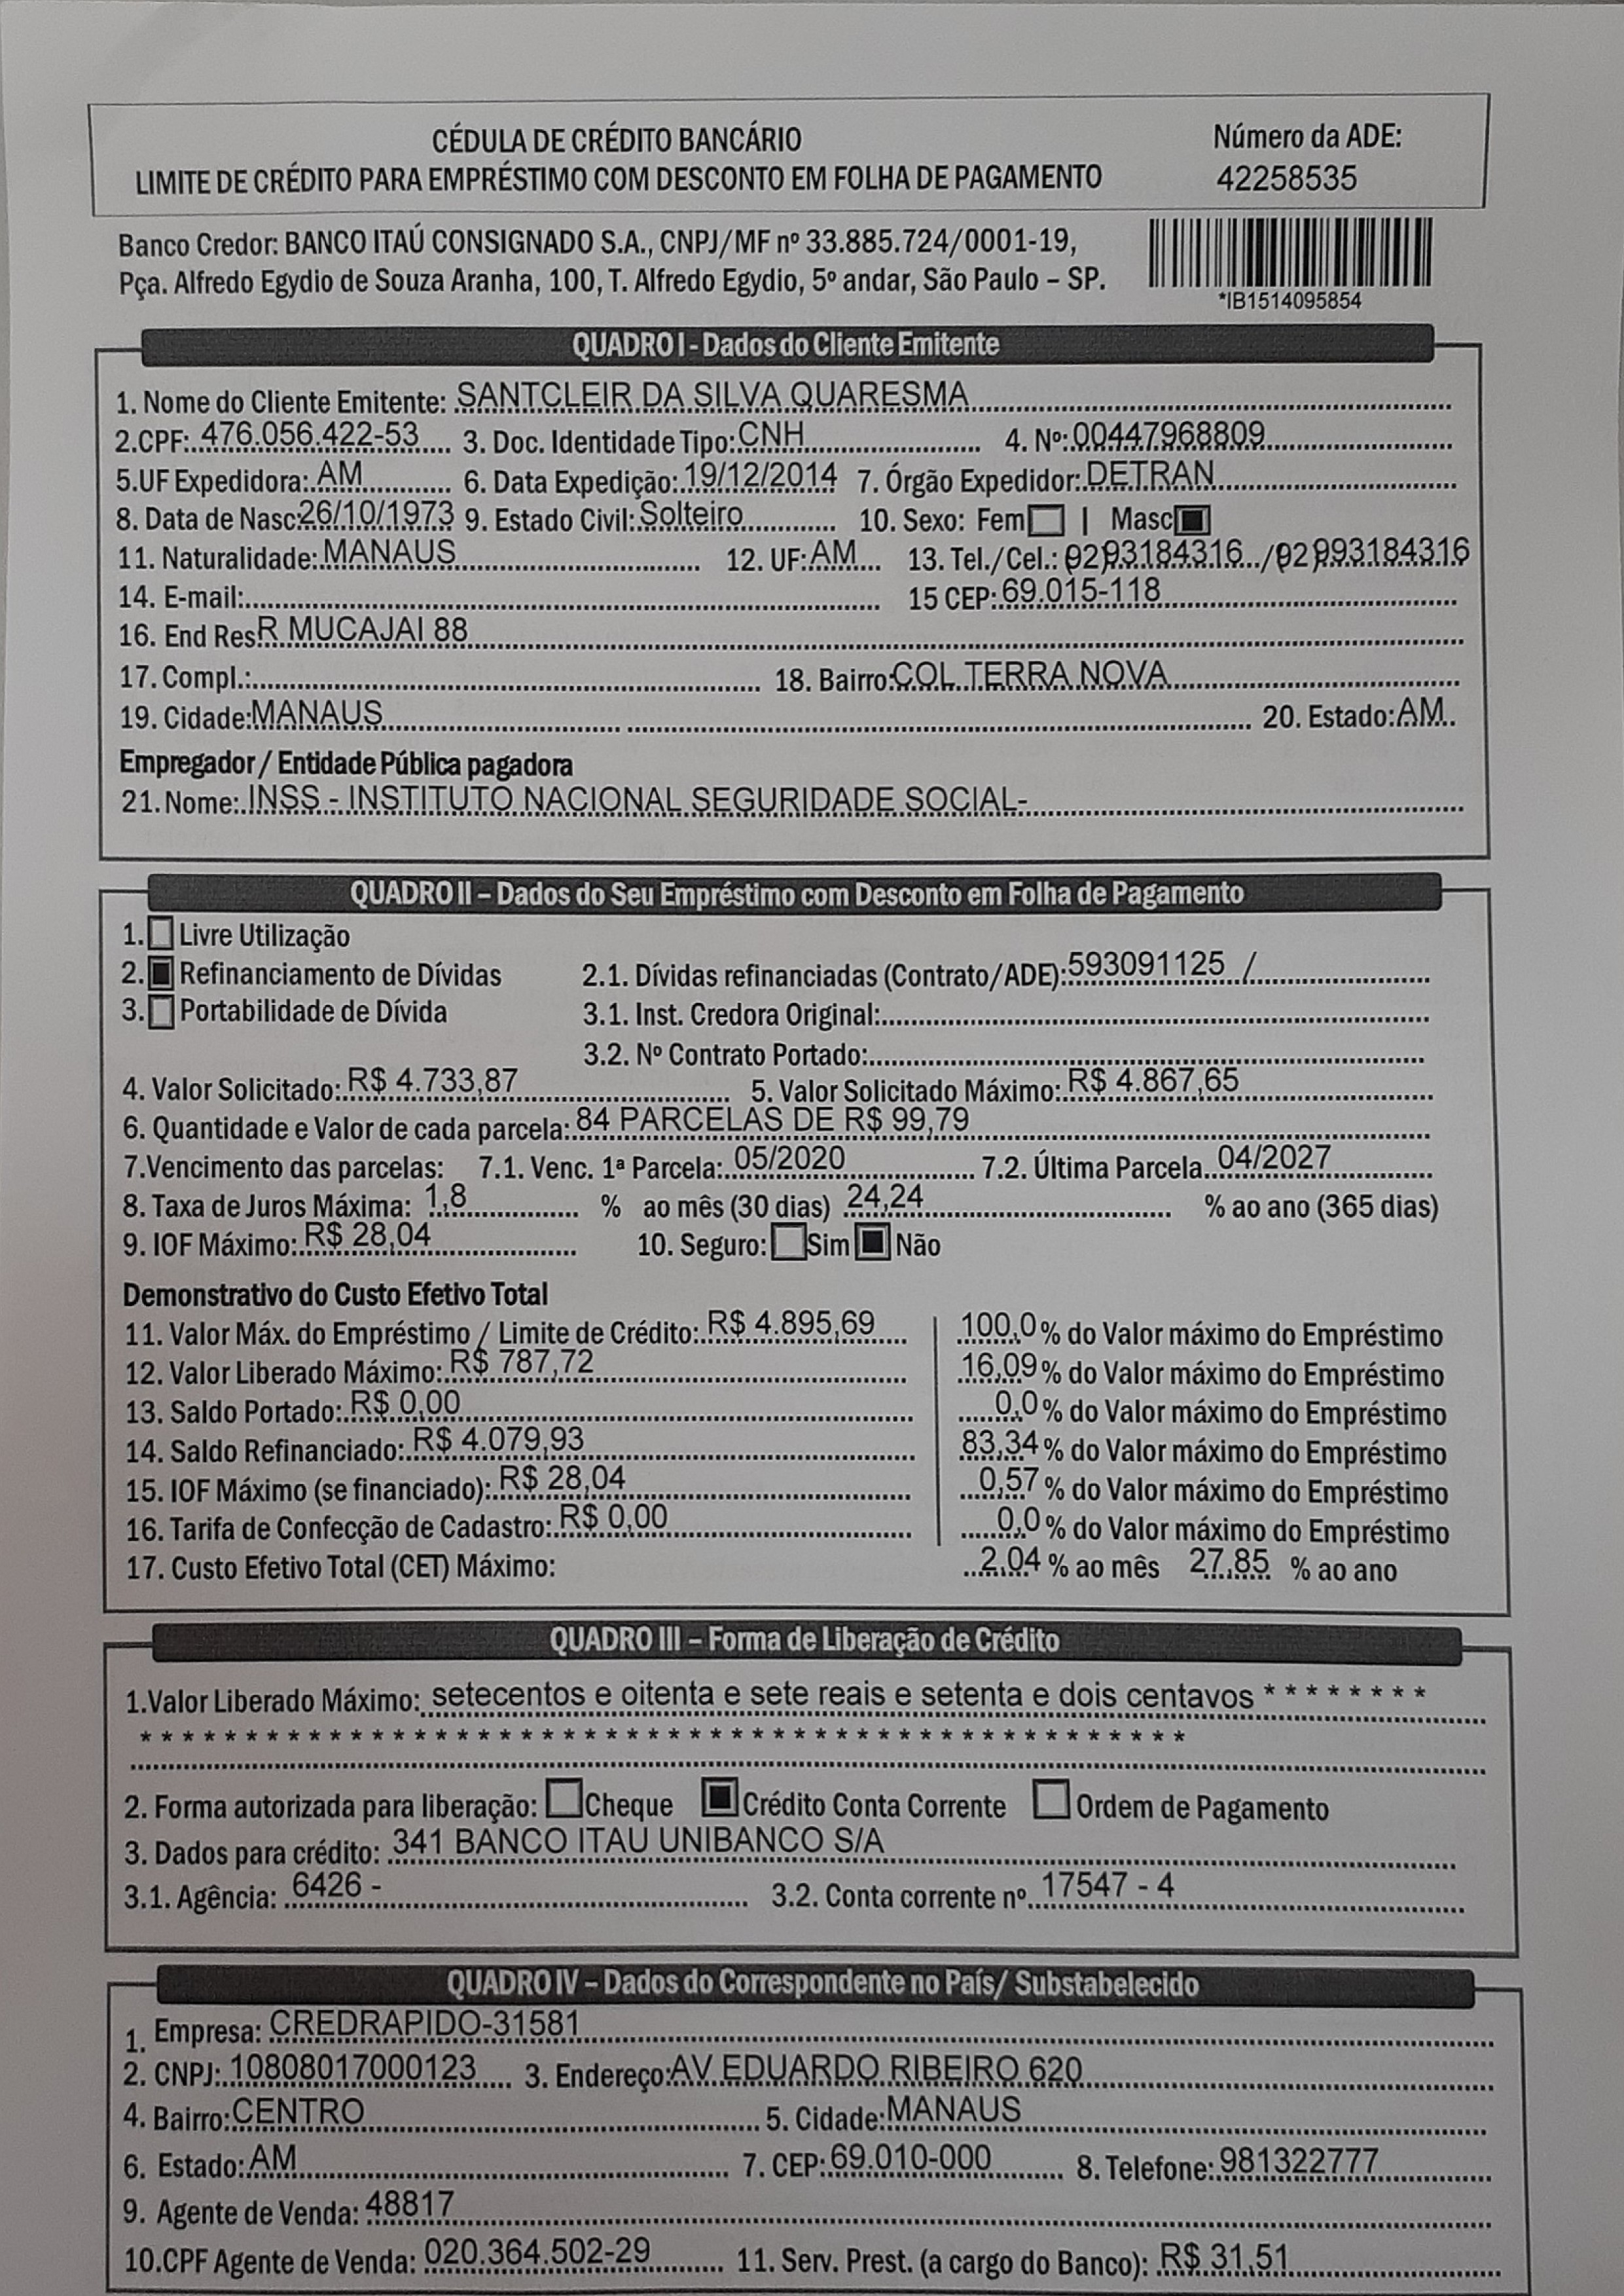 CÉDULA DE CRÉDITO BANCÁRIO
LIMITE DE CRÉDITO PARA EMPRÉSTIMO COM DESCONTO EM FOLHA DE PAGAMENTO
Número da ADE:
42258535
Banco Credor: BANCO ITAÚ CONSIGNADO S.A., CNPJ/MF nº 33.885.724/0001-19,
Pça. Alfredo Egydio de Souza Aranha, 100, T. Alfredo Egydio, 5º andar, São Paulo – SP.
*IB1514095854
QUADRO I - Dados do Cliente Emitente
1. Nome do Cliente Emitente: SANTCLEIR DA SILVA QUARESMA
2.CPF: 476.056.422-53 3. Doc. Identidade Tipo: CNH 4. Nº: 00447968809
5.UF Expedidora: AM 6. Data Expedição: 19/12/2014 7. Órgão Expedidor: DETRAN
8. Data de Nasc: 26/10/1973 9. Estado Civil: Solteiro 10. Sexo: Fem | Masc
11. Naturalidade: MANAUS 12. UF: AM 13. Tel./Cel.: (92)93184316 /(92)993184316
14. E-mail: 15 CEP: 69.015-118
16. End Res R MUCAJAI 88
17. Compl.: 18. Bairro: COL TERRA NOVA
19. Cidade: MANAUS 20. Estado: AM
Empregador / Entidade Pública pagadora
21. Nome: INSS - INSTITUTO NACIONAL SEGURIDADE SOCIAL-
QUADRO II – Dados do Seu Empréstimo com Desconto em Folha de Pagamento
1. Livre Utilização
2. Refinanciamento de Dívidas 2.1. Dívidas refinanciadas (Contrato/ADE): 593091125 /
3. Portabilidade de Dívida 3.1. Inst. Credora Original:
3.2. Nº Contrato Portado:
4. Valor Solicitado: R$ 4.733,87 5. Valor Solicitado Máximo: R$ 4.867,65
6. Quantidade e Valor de cada parcela: 84 PARCELAS DE R$ 99,79
7.Vencimento das parcelas: 7.1. Venc. 1ª Parcela: 05/2020 7.2. Última Parcela 04/2027
8. Taxa de Juros Máxima: 1,8 % ao mês (30 dias) 24,24 % ao ano (365 dias)
9. IOF Máximo: R$ 28,04 10. Seguro: Sim Não
Demonstrativo do Custo Efetivo Total
11. Valor Máx. do Empréstimo / Limite de Crédito: R$ 4.895,69 100,0 % do Valor máximo do Empréstimo
12. Valor Liberado Máximo: R$ 787,72 16,09 % do Valor máximo do Empréstimo
13. Saldo Portado: R$ 0,00 0,0 % do Valor máximo do Empréstimo
14. Saldo Refinanciado: R$ 4.079,93 83,34 % do Valor máximo do Empréstimo
15. IOF Máximo (se financiado): R$ 28,04 0,57 % do Valor máximo do Empréstimo
16. Tarifa de Confecção de Cadastro: R$ 0,00 0,0 % do Valor máximo do Empréstimo
17. Custo Efetivo Total (CET) Máximo: 2,04 % ao mês 27,85 % ao ano
QUADRO III – Forma de Liberação de Crédito
1.Valor Liberado Máximo: setecentos e oitenta e sete reais e setenta e dois centavos * * * * * * * *
* * * * * * * * * * * * * * * * * * * * * * * * * * * * * * * * * * * * * *
2. Forma autorizada para liberação: Cheque Crédito Conta Corrente Ordem de Pagamento
3. Dados para crédito: 341 BANCO ITAU UNIBANCO S/A
3.1. Agência: 6426 - 3.2. Conta corrente nº 17547 - 4
QUADRO IV – Dados do Correspondente no País/ Substabelecido
1. Empresa: CREDRAPIDO-31581
2. CNPJ: 10808017000123 3. Endereço: AV EDUARDO RIBEIRO 620
4. Bairro: CENTRO 5. Cidade: MANAUS
6. Estado: AM 7. CEP: 69.010-000 8. Telefone: 981322777
9. Agente de Venda: 48817
10.CPF Agente de Venda: 020.364.502-29 11. Serv. Prest. (a cargo do Banco): R$ 31,51